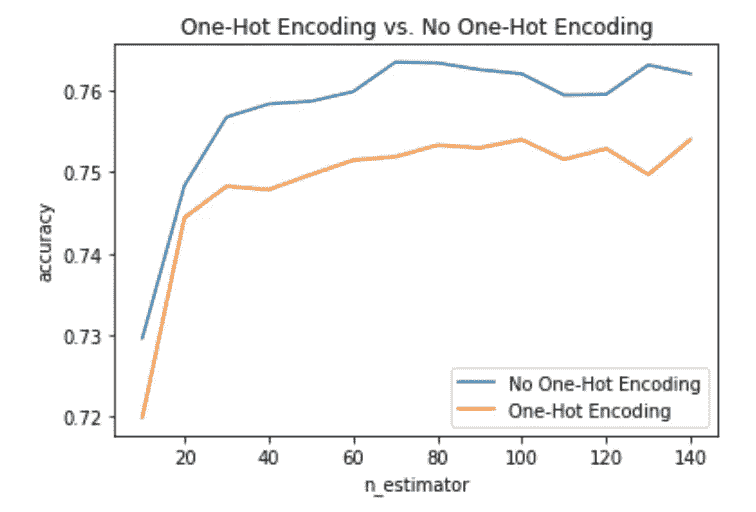 One-Hot Encoding vs. No One-Hot Encoding
accuracy
0.76
0.75
0.74
0.73
0.72
No One-Hot Encoding
One-Hot Encoding
20 40 60 80 100 120 140
n_estimator